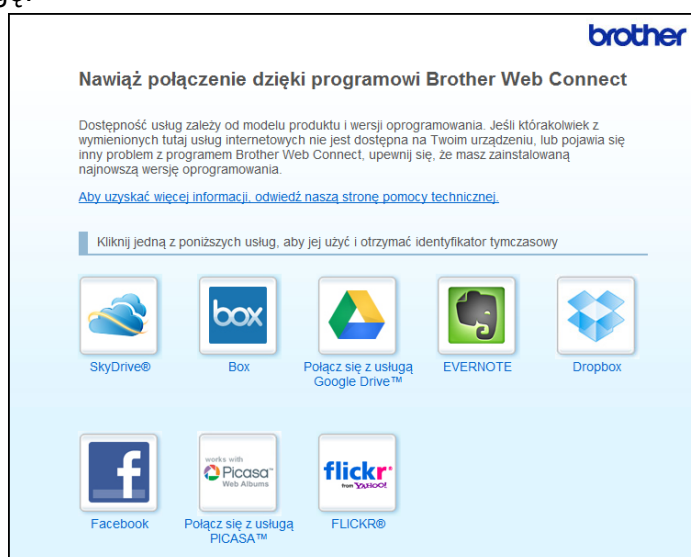 brother
Nawiąż połączenie dzięki programowi Brother Web Connect
Dostępność usług zależy od modelu produktu i wersji oprogramowania. Jeśli którakolwiek z
wymienionych tutaj usług internetowych nie jest dostępna na Twoim urządzeniu, lub pojawia się
inny problem z programem Brother Web Connect, upewnij się, że masz zainstalowaną
najnowszą wersję oprogramowania.
Aby uzyskać więcej informacji, odwiedź naszą stronę pomocy technicznej.
Kliknij jedną z poniższych usług, aby jej użyć i otrzymać identyfikator tymczasowy
box
SkyDrive®
Box
Połącz się z usługą
Google Drive™
EVERNOTE
Dropbox
f
works with
Picasa™
Web Albums
flickr®
from YAHOO!
Facebook
Połącz się z usługą
PICASA™
FLICKR®